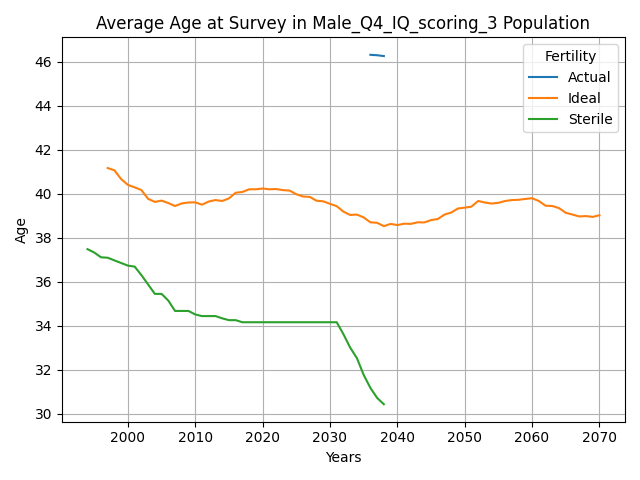 Average Age at Survey in Male_Q4_IQ_scoring_3 Population
Fertility
Actual
Ideal
Sterile
Age
46
44
42
40
38
36
34
32
30
2000 2010 2020 2030 2040 2050 2060 2070
Years